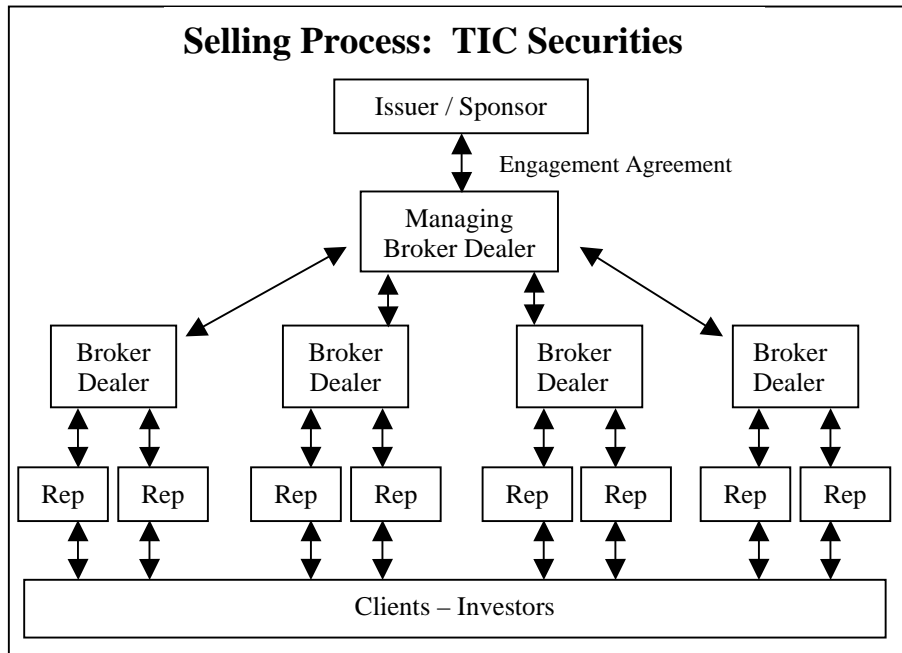 Selling Process: TIC Securities
Issuer / Sponsor
Engagement Agreement
Managing
Broker Dealer
Broker
Dealer
Broker
Dealer
Broker
Dealer
Broker
Dealer
Rep
Rep
Rep
Rep
Rep
Rep
Rep
Rep
Clients – Investors